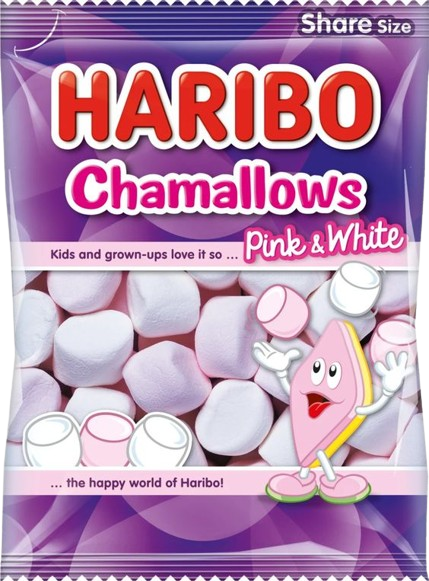 Share Size
HARIBO
Chamallows
Pink & White
Kids and grown-ups love it so ...
... the happy world of Haribo!